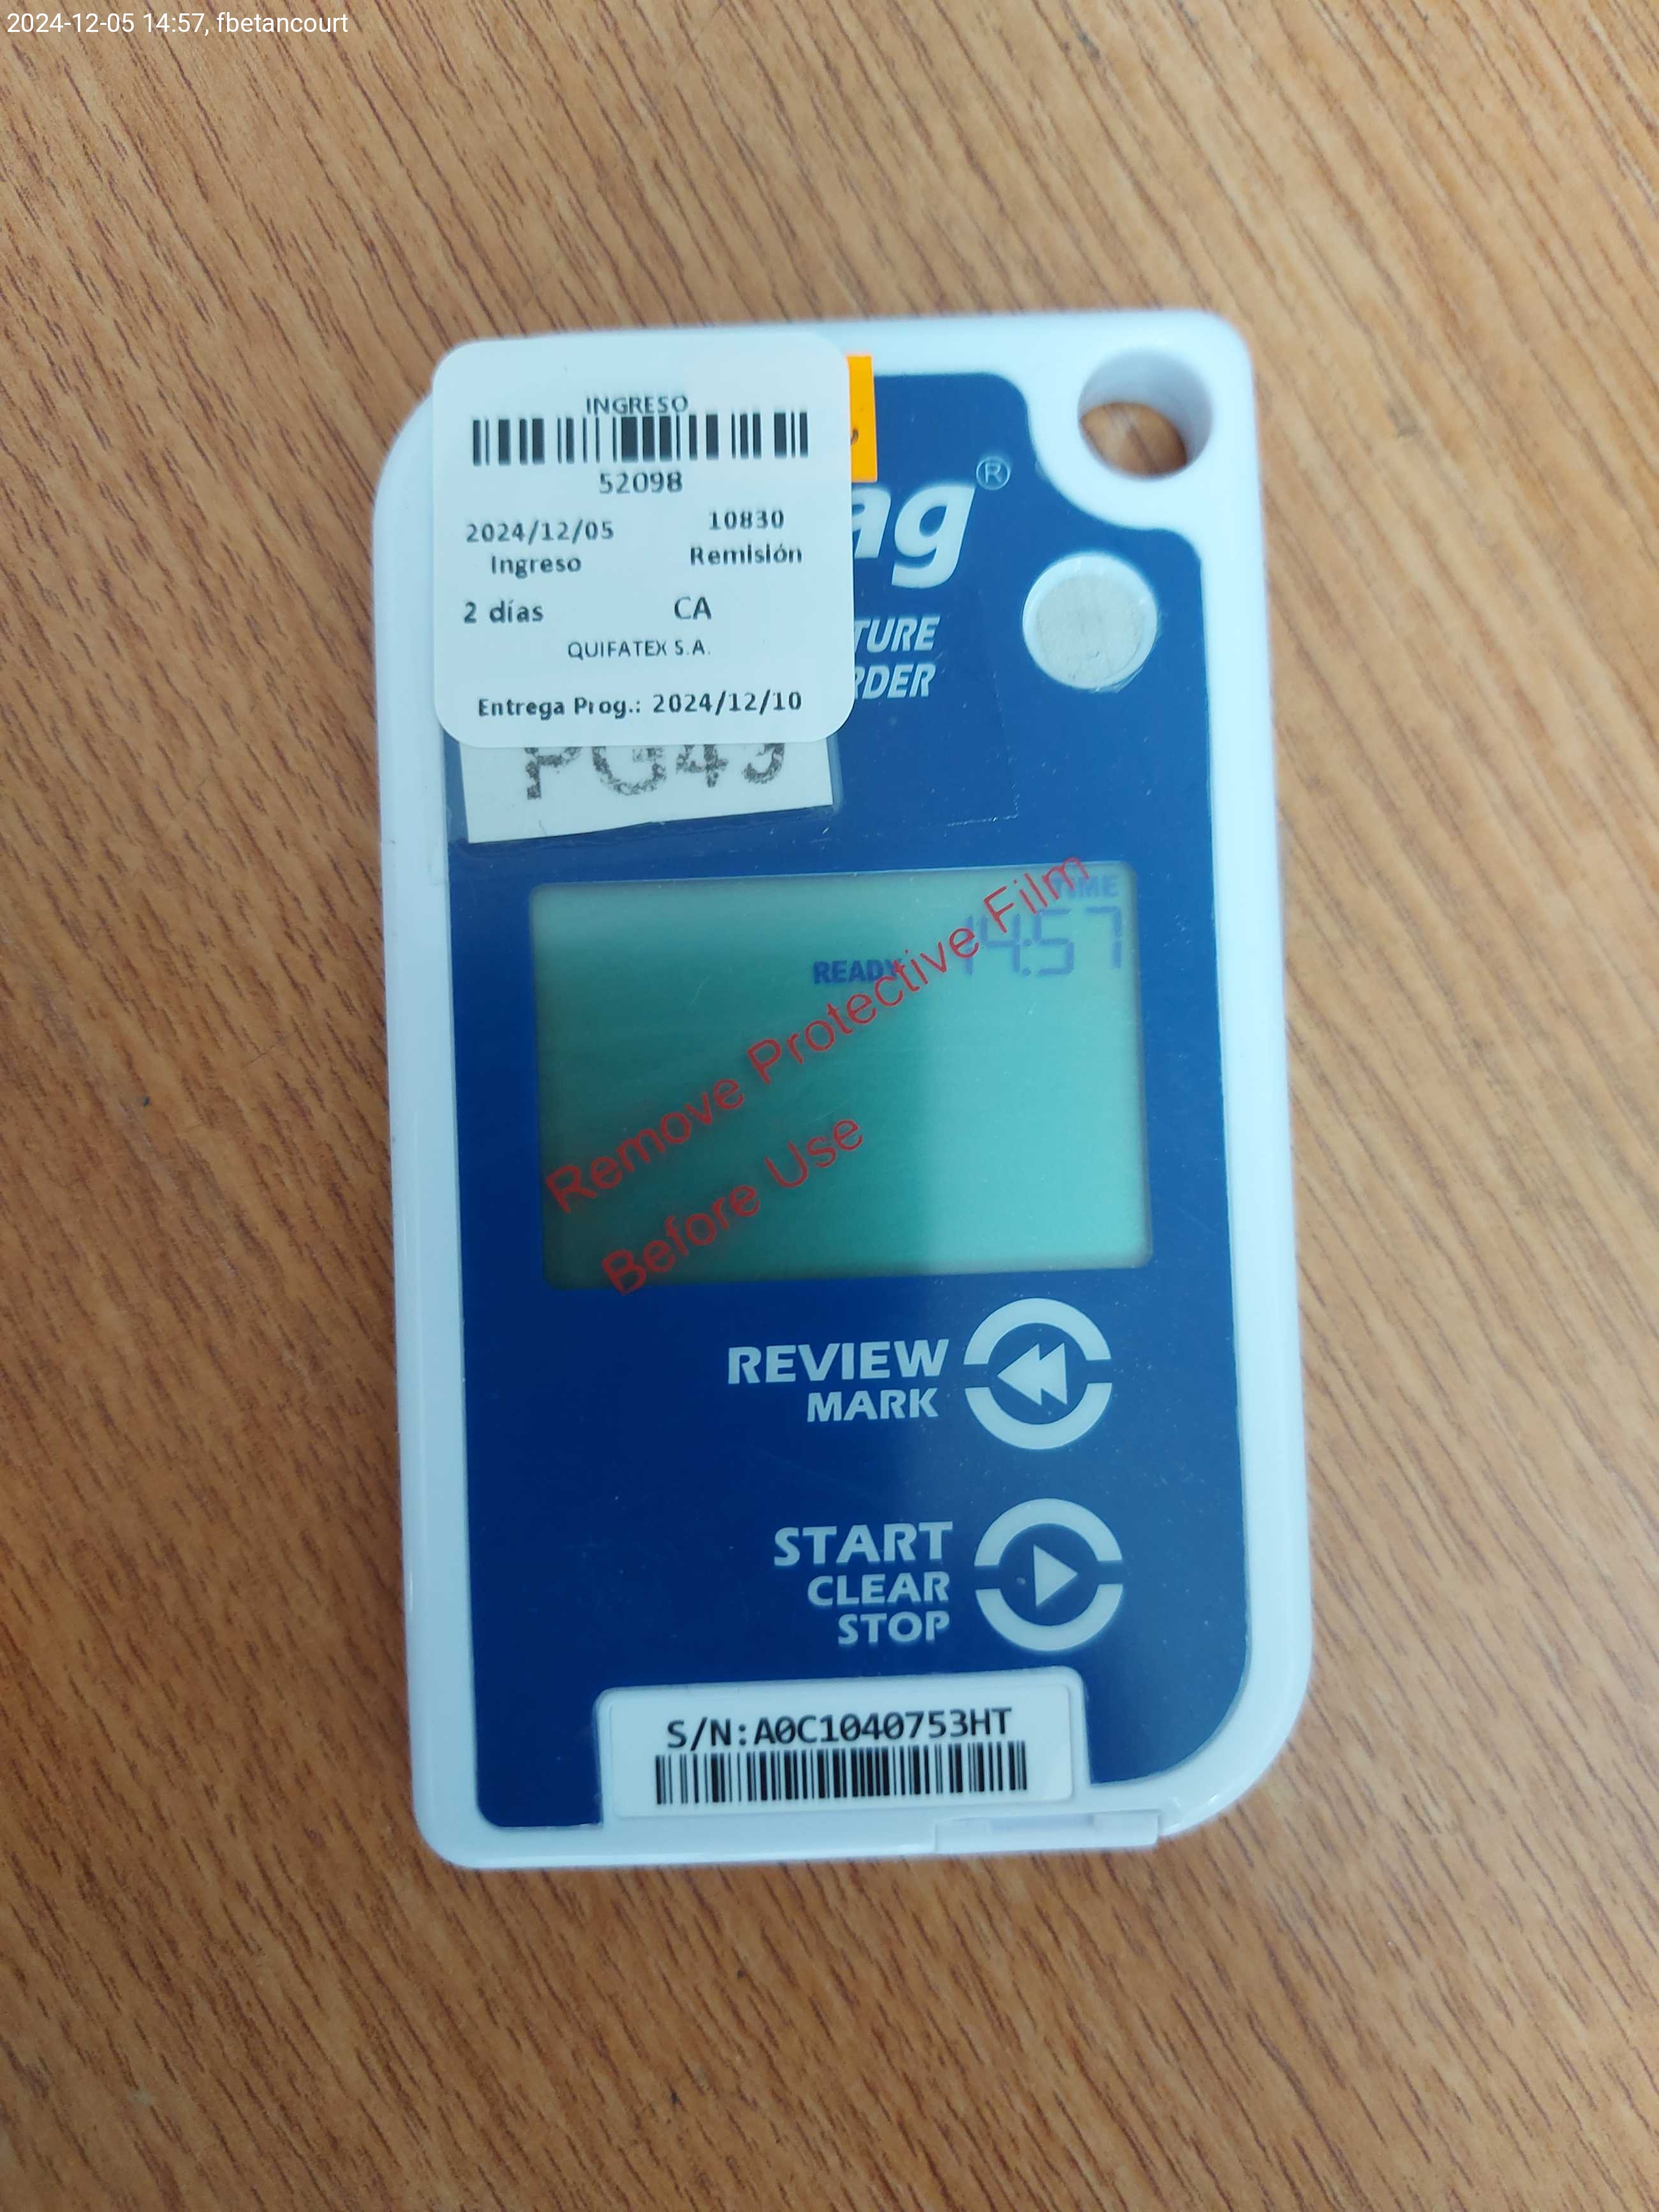 2024-12-05 14:57, fbetancourt
INGRESO
52098
2024/12/05 10830
Ingreso Remisión
2 días CA
QUIFATEX S.A.
Entrega Prog.: 2024/12/10
ag®
TURE
RDER
PG49
TIME
14:57
READY
Remove Protective Film
Before Use
REVIEW
MARK
START
CLEAR
STOP
S/N:A0C1040753HT